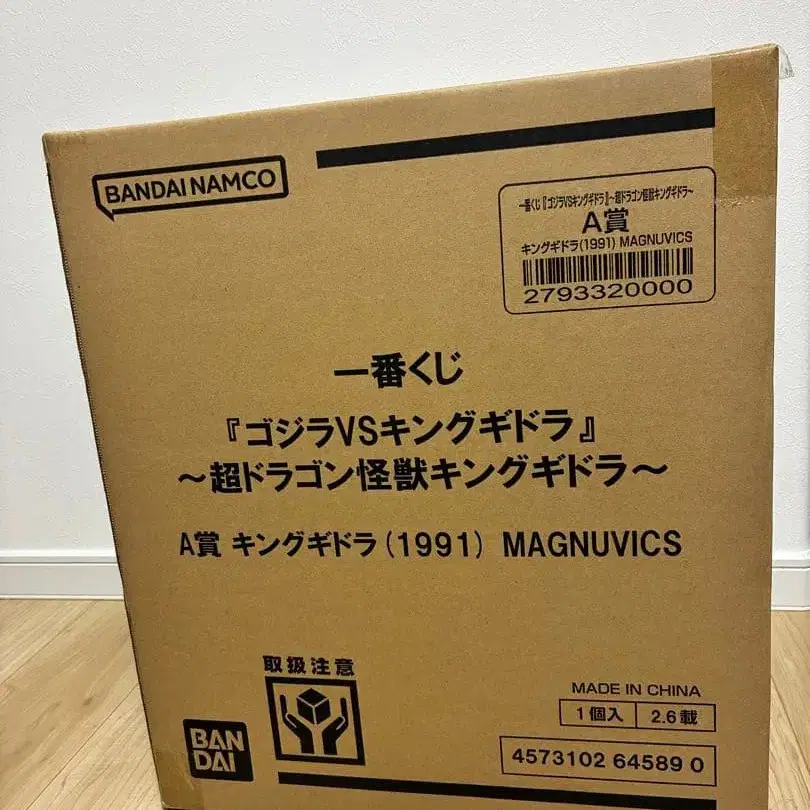 BANDAI NAMCO
一番くじ『ゴジラVSキングギドラ』～超ドラゴン怪獣キングギドラ～
A賞
キングギドラ(1991) MAGNUVICS
2793320000
一番くじ
『ゴジラVSキングギドラ』
～超ドラゴン怪獣キングギドラ～
A賞 キングギドラ(1991) MAGNUVICS
取扱注意
MADE IN CHINA
1個入 2.6載
BAN
DAI
4573102 64589 0